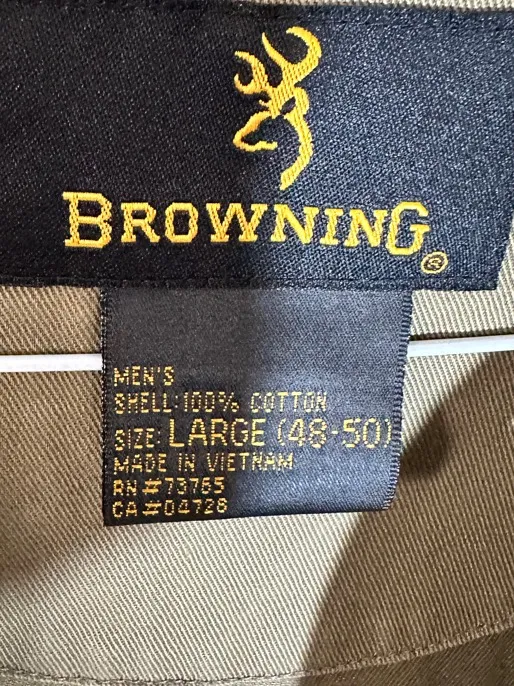 BROWNING®
MEN'S
SHELL: 100% COTTON
SIZE: LARGE (48-50)
MADE IN VIETNAM
RN#73765
CA#04728